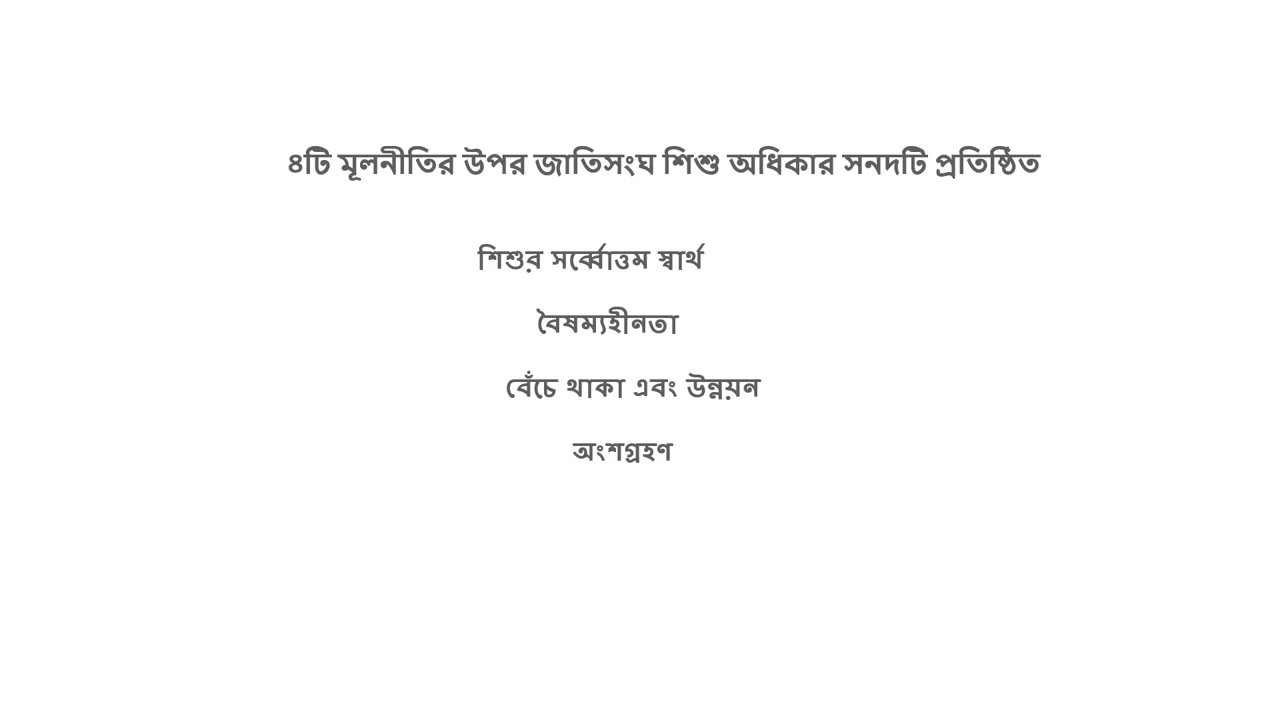 ৪টি মূলনীতির উপর জাতিসংঘ শিশু অধিকার সনদটি প্রতিষ্ঠিত
শিশুর সর্ব্বোত্তম স্বার্থ
বৈষম্যহীনতা
বেঁচে থাকা এবং উন্নয়ন
অংশগ্রহণ